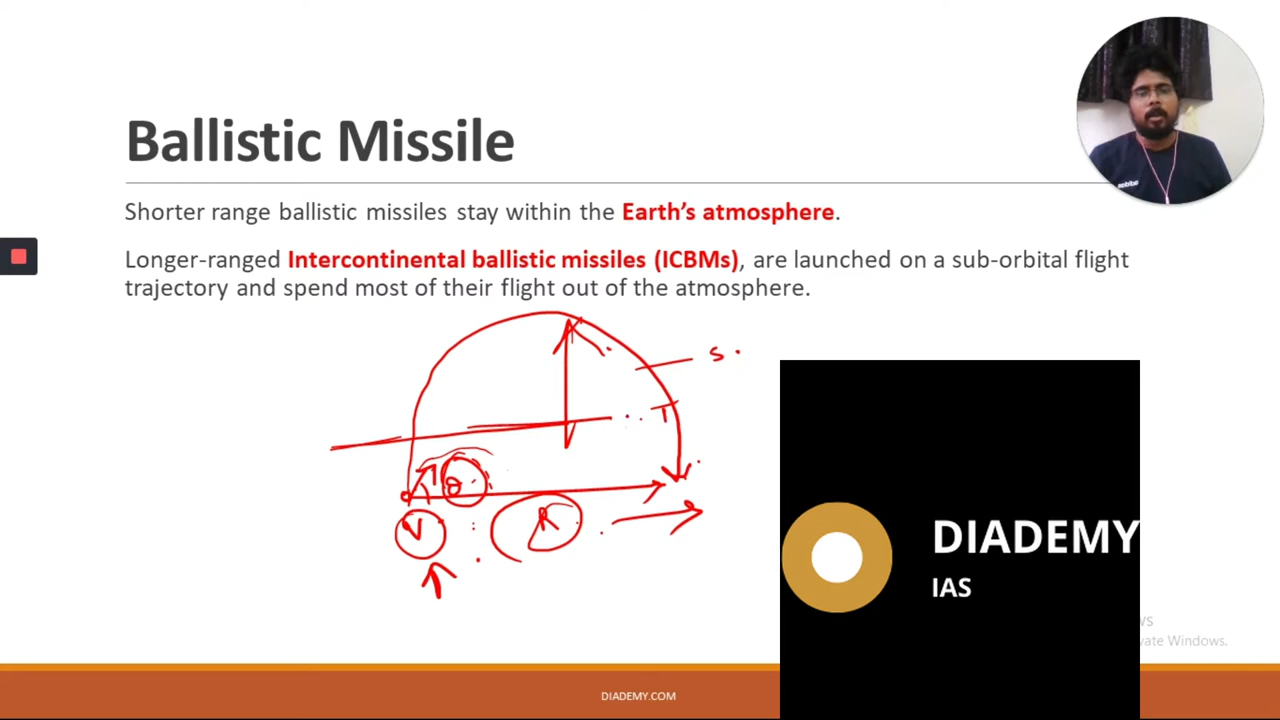 Ballistic Missile
Shorter range ballistic missiles stay within the Earth's atmosphere.
Longer-ranged Intercontinental ballistic missiles (ICBMs), are launched on a sub-orbital flight
trajectory and spend most of their flight out of the atmosphere.
S
V
R
DIADEMY
IAS
vate Windows.
DIADEMY.COM